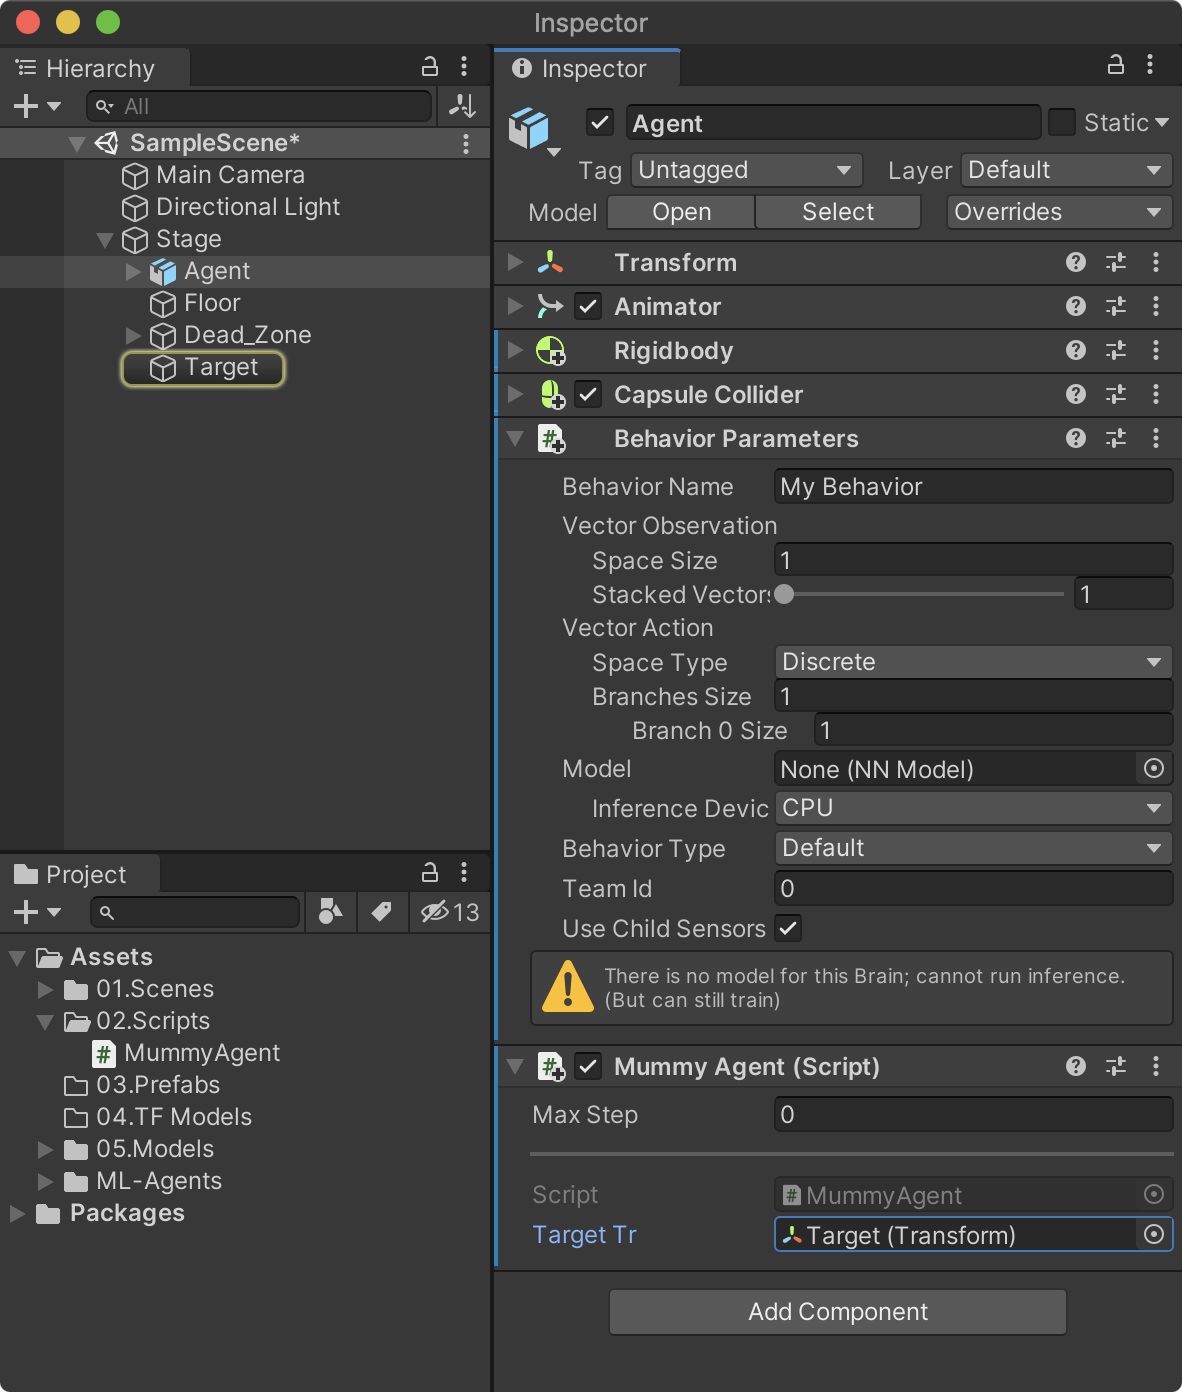 Inspector
Hierarchy
All
SampleScene*
Main Camera
Directional Light
Stage
Agent
Floor
Dead_Zone
Target
Project
13
Assets
01.Scenes
02.Scripts
MummyAgent
03.Prefabs
04.TF Models
05.Models
ML-Agents
Packages
Inspector
Agent
Static
Tag Untagged Layer Default
Model Open Select Overrides
Transform
Animator
Rigidbody
Capsule Collider
Behavior Parameters
Behavior Name My Behavior
Vector Observation
Space Size 1
Stacked Vectors 1
Vector Action
Space Type Discrete
Branches Size 1
Branch 0 Size 1
Model None (NN Model)
Inference Devic CPU
Behavior Type Default
Team Id 0
Use Child Sensors
There is no model for this Brain; cannot run inference.
(But can still train)
Mummy Agent (Script)
Max Step 0
Script # MummyAgent
Target Tr Target (Transform)
Add Component